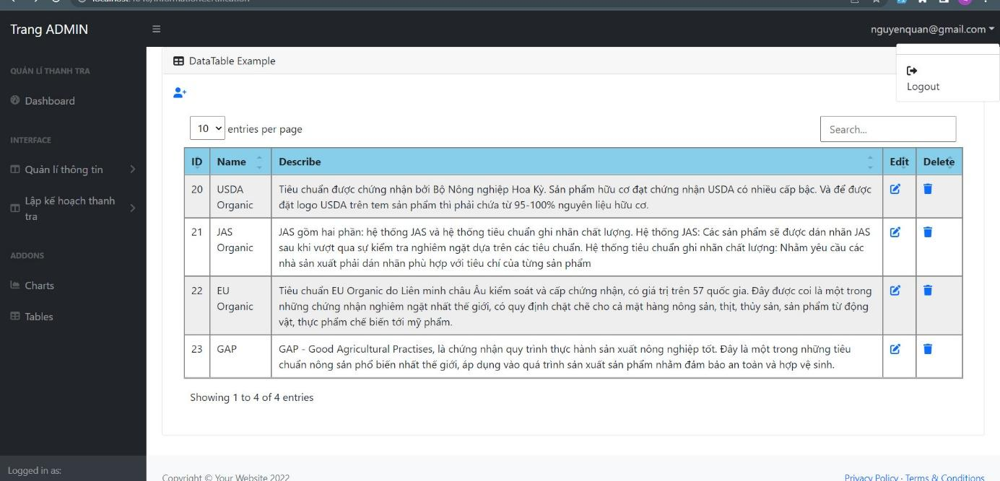 Trang ADMIN
nguyenquan@gmail.com
Logout
QUẢN LÍ THANH TRA
Dashboard
INTERFACE
Quản lí thông tin
Lập kế hoạch thanh
tra
ADDONS
Charts
Tables
Logged in as:
DataTable Example
10 entries per page
Search...
ID Name Describe Edit Delete
20 USDA Tiêu chuẩn được chứng nhận bởi Bộ Nông nghiệp Hoa Kỳ. Sản phẩm hữu cơ đạt chứng nhận USDA có nhiều cấp bậc. Và để được
Organic đặt logo USDA trên tem sản phẩm thì phải chứa từ 95-100% nguyên liệu hữu cơ.
21 JAS JAS gồm hai phần: hệ thống JAS và hệ thống tiêu chuẩn ghi nhãn chất lượng. Hệ thống JAS: Các sản phẩm sẽ được dán nhãn JAS
Organic sau khi vượt qua sự kiểm tra nghiêm ngặt dựa trên các tiêu chuẩn. Hệ thống tiêu chuẩn ghi nhãn chất lượng: Nhằm yêu cầu các
nhà sản xuất phải dán nhãn phù hợp với tiêu chí của từng sản phẩm
22 EU Tiêu chuẩn EU Organic do Liên minh châu Âu kiểm soát và cấp chứng nhận, có giá trị trên 57 quốc gia. Đây được coi là một trong
Organic những chứng nhận nghiêm ngặt nhất thế giới, có quy định chặt chẽ cho cả mặt hàng nông sản, thịt, thủy sản, sản phẩm từ động
vật, thực phẩm chế biến tới mỹ phẩm.
23 GAP GAP - Good Agricultural Practises, là chứng nhận quy trình thực hành sản xuất nông nghiệp tốt. Đây là một trong những tiêu
chuẩn nông sản phổ biến nhất thế giới, áp dụng vào quá trình sản xuất sản phẩm nhằm đảm bảo an toàn và hợp vệ sinh.
Showing 1 to 4 of 4 entries
Copyright © Your Website 2022
Privacy Policy · Terms & Conditions